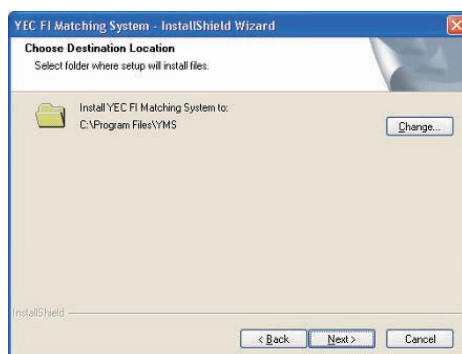 YEC FI Matching System - InstallShield Wizard
Choose Destination Location
Select folder where setup will install files.
Install YEC FI Matching System to:
C:\Program Files\YMS
Change...
InstallShield
< Back
Next >
Cancel